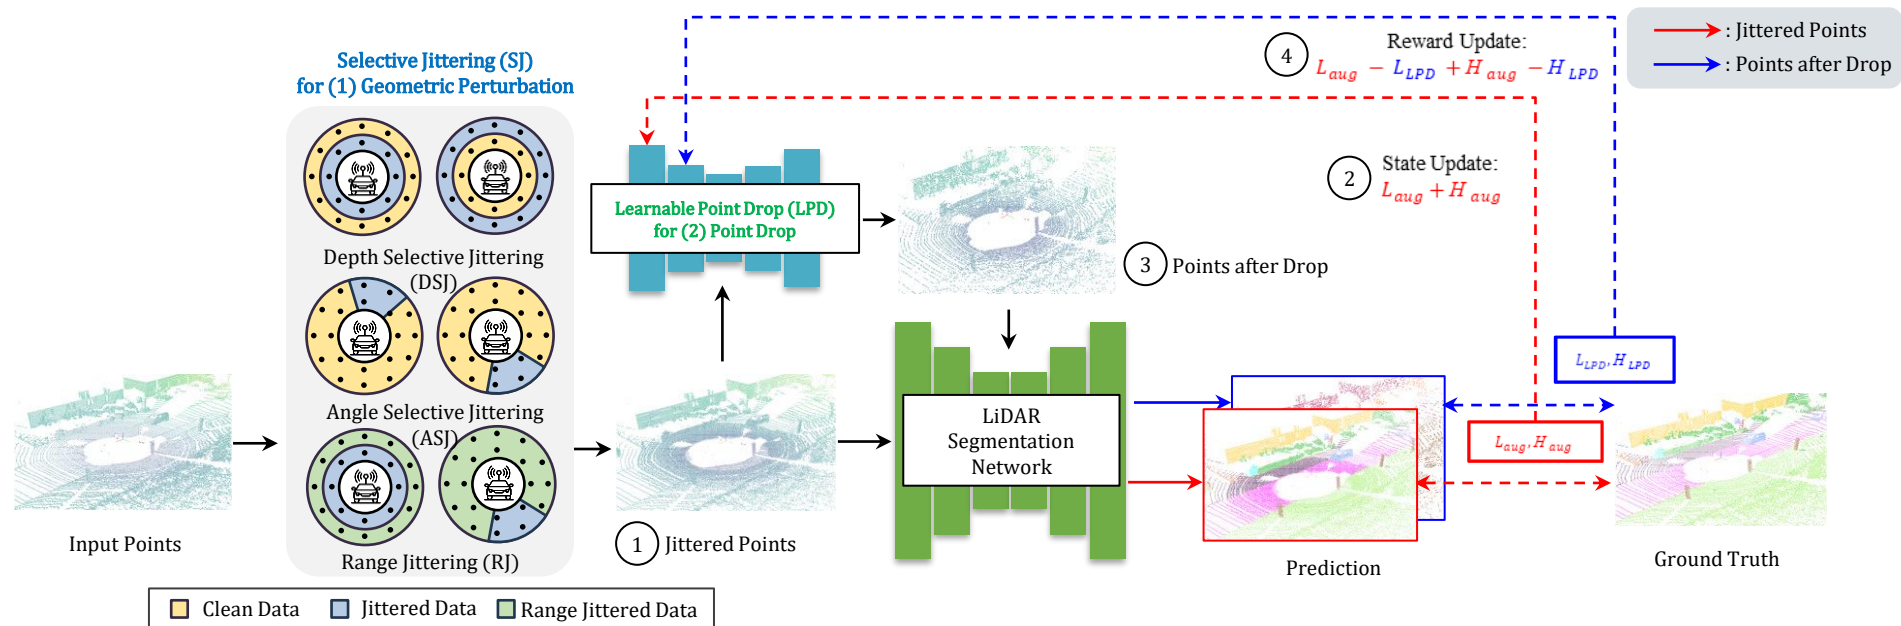 Selective Jittering (SJ)
for (1) Geometric Perturbation
Depth Selective Jittering
(DSJ)
Angle Selective Jittering
(ASJ)
Range Jittering (RJ)
Input Points
Clean Data
Jittered Data
Range Jittered Data
1 Jittered Points
Learnable Point Drop (LPD)
for (2) Point Drop
3 Points after Drop
LiDAR
Segmentation
Network
4 Reward Update:
L_aug − L_LPD + H_aug − H_LPD
2 State Update:
L_aug + H_aug
: Jittered Points
: Points after Drop
L_LPD, H_LPD
L_aug, H_aug
Prediction
Ground Truth